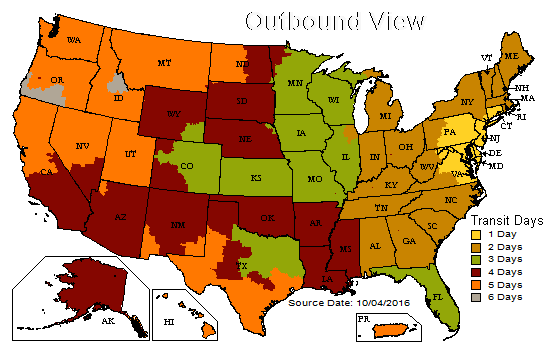 Outbound View
WA
MT
ND
MN
ME
VT
OR
ID
WY
SD
WI
MI
NY
NH
MA
RI
CT
NV
UT
CO
NE
IA
IL
IN
OH
PA
NJ
DE
MD
CA
KS
MO
KY
WV
VA
AZ
NM
OK
AR
TN
NC
SC
TX
LA
MS
AL
GA
FL
AK
HI
PR
Source Date: 10/04/2016
Transit Days
1 Day
2 Days
3 Days
4 Days
5 Days
6 Days